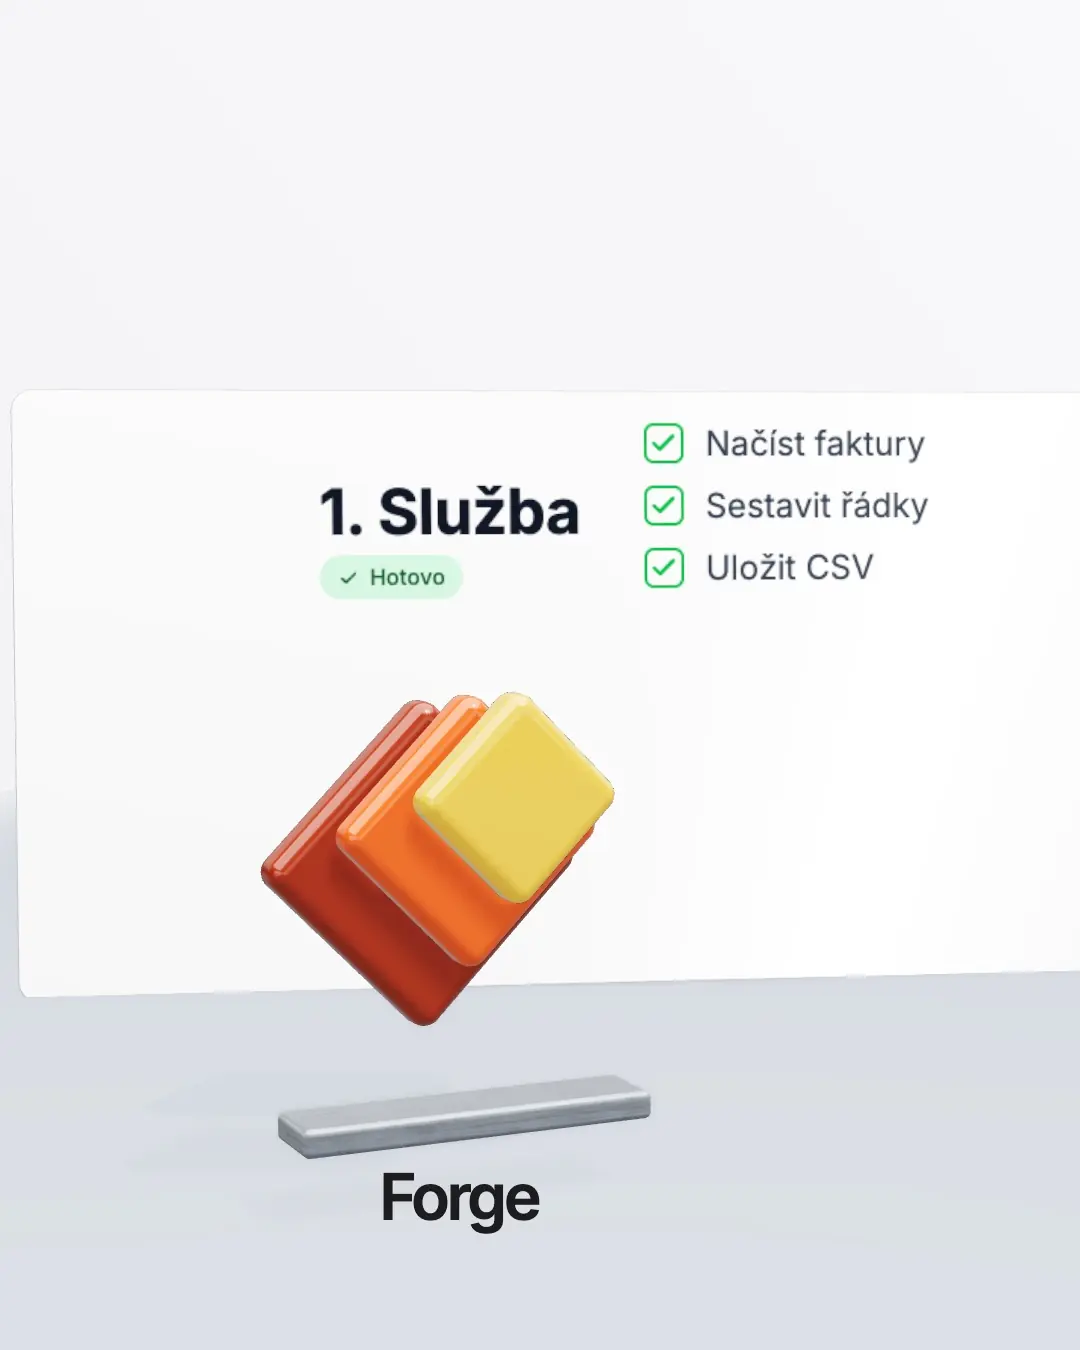 1. Služba
Hotovo
Načíst faktury
Sestavit řádky
Uložit CSV
Forge